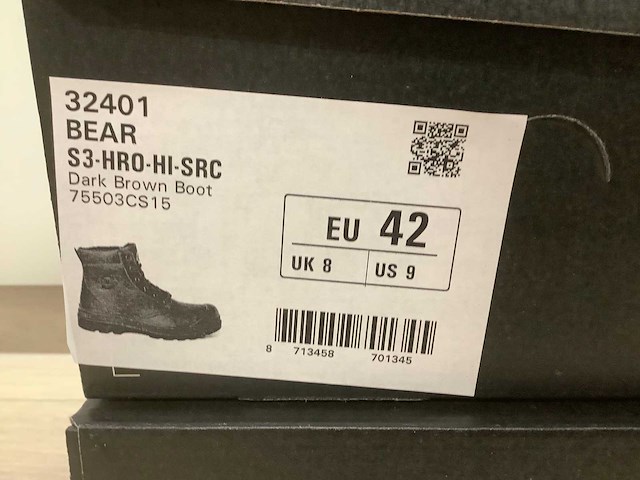 32401
BEAR
S3-HRO-HI-SRC
Dark Brown Boot
75503CS15
EU 42
UK 8 US 9
8 713458 701345